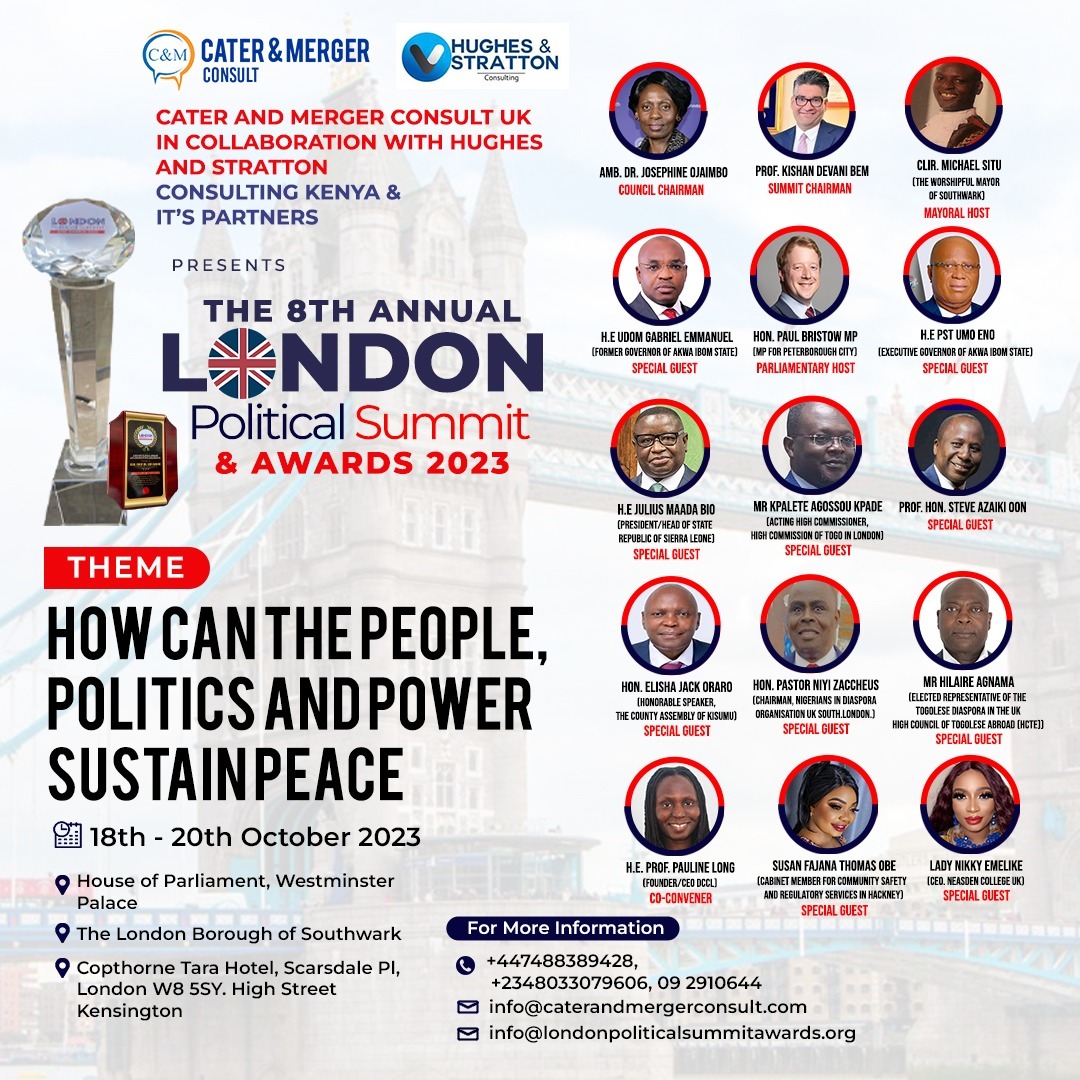 C&M
CATER & MERGER
CONSULT
HUGHES &
STRATTON
Consulting
CATER AND MERGER CONSULT UK
IN COLLABORATION WITH HUGHES
AND STRATTON
CONSULTING KENYA &
IT'S PARTNERS
PRESENTS
THE 8TH ANNUAL
LONDON
Political Summit
& AWARDS 2023
LONDON
THEME
HOW CAN THE PEOPLE,
POLITICS AND POWER
SUSTAIN PEACE
18th - 20th October 2023
House of Parliament, Westminster
Palace
The London Borough of Southwark
Copthorne Tara Hotel, Scarsdale Pl,
London W8 5SY. High Street
Kensington
AMB. DR. JOSEPHINE OJAIMBO
COUNCIL CHAIRMAN
PROF. KISHAN DEVANI BEM
SUMMIT CHAIRMAN
CLIR. MICHAEL SITU
(THE WORSHIPFUL MAYOR
OF SOUTHWARK)
MAYORAL HOST
H.E UDOM GABRIEL EMMANUEL
(FORMER GOVERNOR OF AKWA IBOM STATE)
SPECIAL GUEST
HON. PAUL BRISTOW MP
(MP FOR PETERBOROUGH CITY)
PARLIAMENTARY HOST
H.E PST UMO ENO
(EXECUTIVE GOVERNOR OF AKWA IBOM STATE)
SPECIAL GUEST
H.E JULIUS MAADA BIO
(PRESIDENT/HEAD OF STATE
REPUBLIC OF SIERRA LEONE)
SPECIAL GUEST
MR KPALETE AGOSSOU KPADE
(ACTING HIGH COMMISSIONER,
HIGH COMMISSION OF TOGO IN LONDON)
SPECIAL GUEST
PROF. HON. STEVE AZAIKI OON
SPECIAL GUEST
HON. ELISHA JACK ORARO
(HONORABLE SPEAKER,
THE COUNTY ASSEMBLY OF KISUMU)
SPECIAL GUEST
HON. PASTOR NIYI ZACCHEUS
(CHAIRMAN, NIGERIANS IN DIASPORA
ORGANISATION UK SOUTH.LONDON.)
SPECIAL GUEST
MR HILAIRE AGNAMA
(ELECTED REPRESENTATIVE OF THE
TOGOLESE DIASPORA IN THE UK
HIGH COUNCIL OF TOGOLESE ABROAD (HCTE))
SPECIAL GUEST
H.E. PROF. PAULINE LONG
(FOUNDER/CEO DCCL)
CO-CONVENER
SUSAN FAJANA THOMAS OBE
(CABINET MEMBER FOR COMMUNITY SAFETY
AND REGULATORY SERVICES IN HACKNEY)
SPECIAL GUEST
LADY NIKKY EMELIKE
(CEO. NEASDEN COLLEGE UK)
SPECIAL GUEST
For More Information
+447488389428,
+2348033079606, 09 2910644
info@caterandmergerconsult.com
info@londonpoliticalsummitawards.org